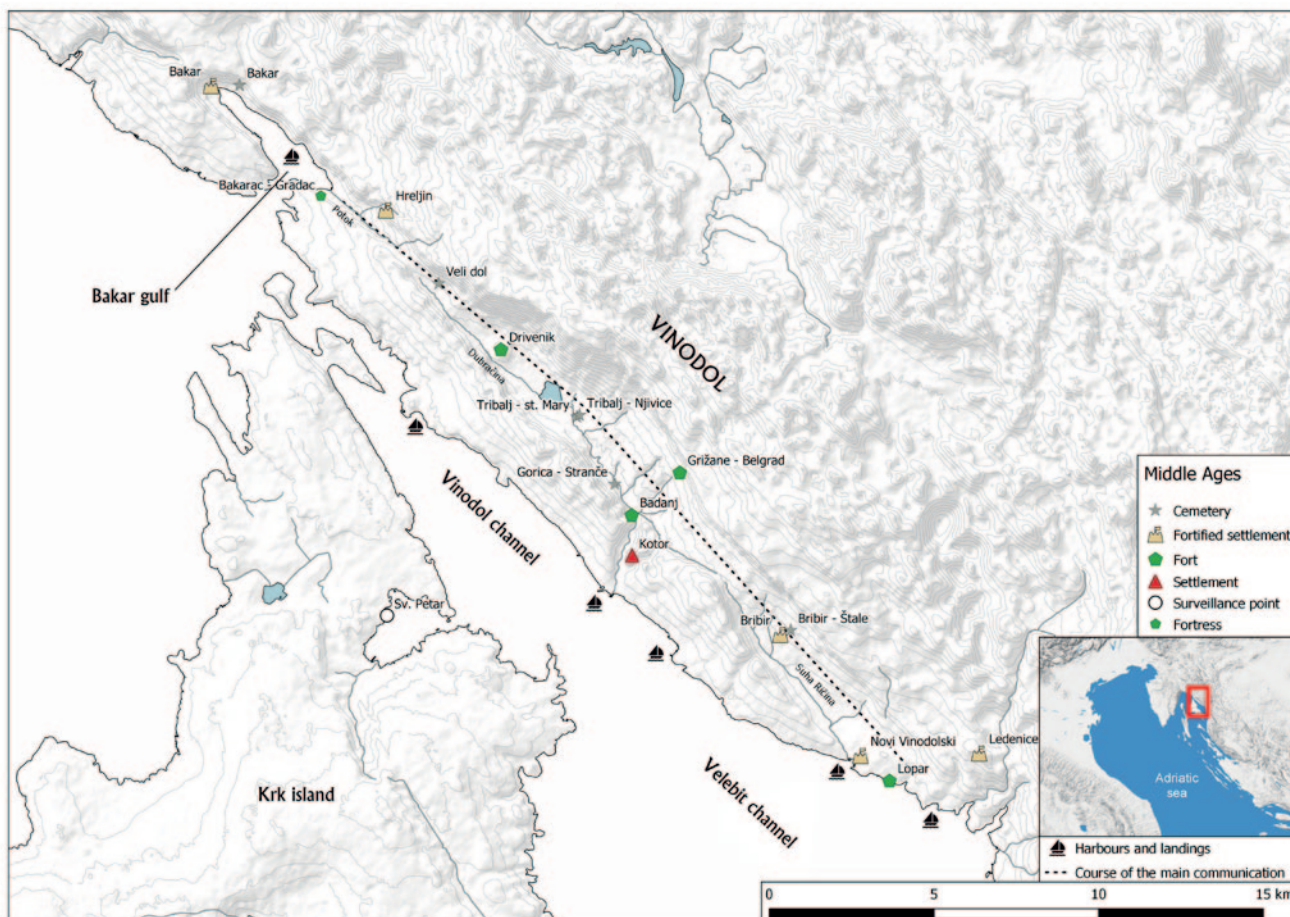 Bakar
Bakar
Bakarac - Gradac
Potok
Hreljin
Bakar gulf
Veli dol
VINODOL
Drivenik
Dubračina
Tribalj - st. Mary
Tribalj - Njivice
Gorica - Stranče
Grižane - Belgrad
Vinodol channel
Badanj
Kotor
Sv. Petar
Bribir
Bribir - Štale
Suha Ričina
Novi Vinodolski
Ledenice
Lopar
Velebit channel
Krk island
Middle Ages
Cemetery
Fortified settlement
Fort
Settlement
Surveillance point
Fortress
Adriatic
sea
Harbours and landings
Course of the main communication
0 5 10 15 km